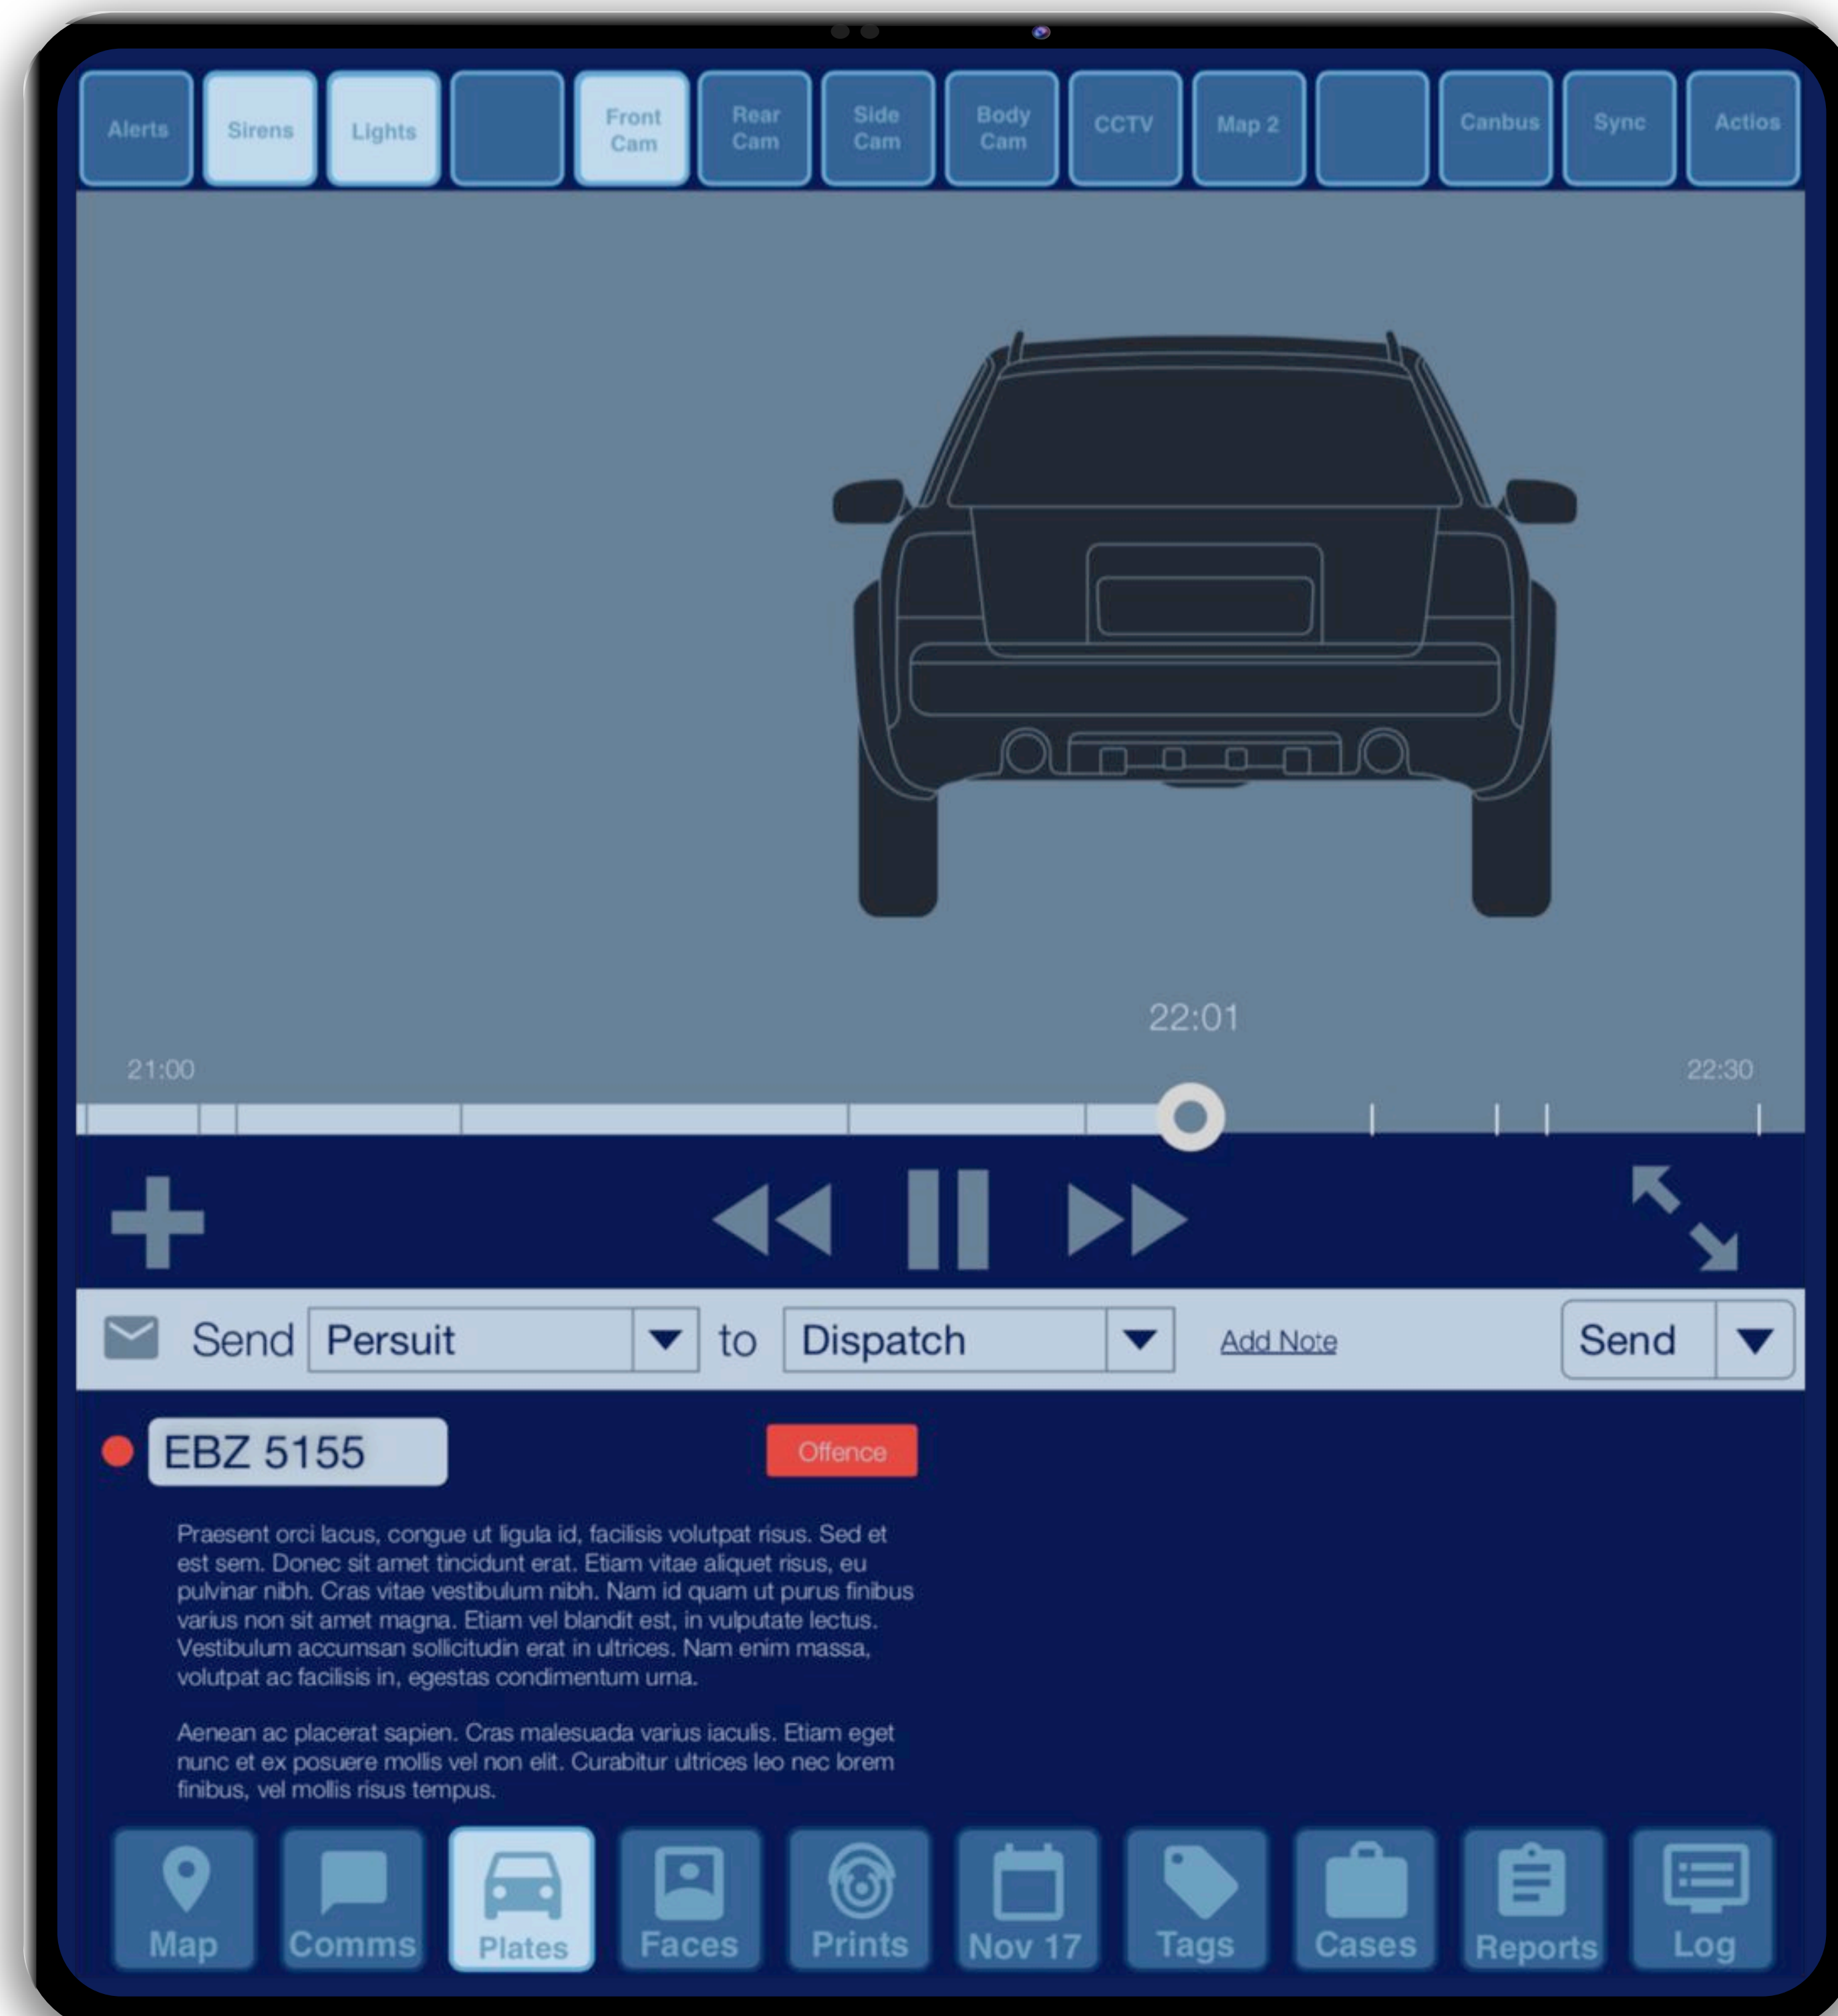 Alerts
Sirens
Lights
Front
Cam
Rear
Cam
Side
Cam
Body
Cam
CCTV
Map 2
Canbus
Sync
Actios
22:01
21:00
22:30
Send Persuit to Dispatch Add Note Send
EBZ 5155
Offence
Praesent orci lacus, congue ut ligula id, facilisis volutpat risus. Sed et
est sem. Donec sit amet tincidunt erat. Etiam vitae aliquet risus, eu
pulvinar nibh. Cras vitae vestibulum nibh. Nam id quam ut purus finibus
varius non sit amet magna. Etiam vel blandit est, in vulputate lectus.
Vestibulum accumsan sollicitudin erat in ultrices. Nam enim massa,
volutpat ac facilisis in, egestas condimentum urna.
Aenean ac placerat sapien. Cras malesuada varius iaculis. Etiam eget
nunc et ex posuere mollis vel non elit. Curabitur ultrices leo nec lorem
finibus, vel mollis risus tempus.
Map
Comms
Plates
Faces
Prints
Nov 17
Tags
Cases
Reports
Log